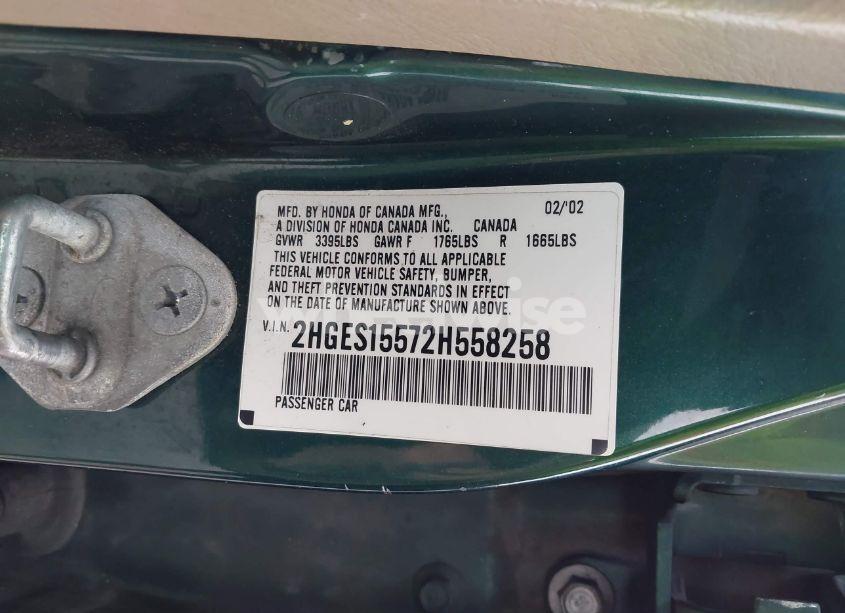 MFD. BY HONDA OF CANADA MFG., 02/'02
A DIVISION OF HONDA CANADA INC. CANADA
GVWR 3395LBS GAWR F 1765LBS R 1665LBS
THIS VEHICLE CONFORMS TO ALL APPLICABLE
FEDERAL MOTOR VEHICLE SAFETY, BUMPER,
AND THEFT PREVENTION STANDARDS IN EFFECT
ON THE DATE OF MANUFACTURE SHOWN ABOVE.
V.I.N. 2HGES15572H558258
PASSENGER CAR